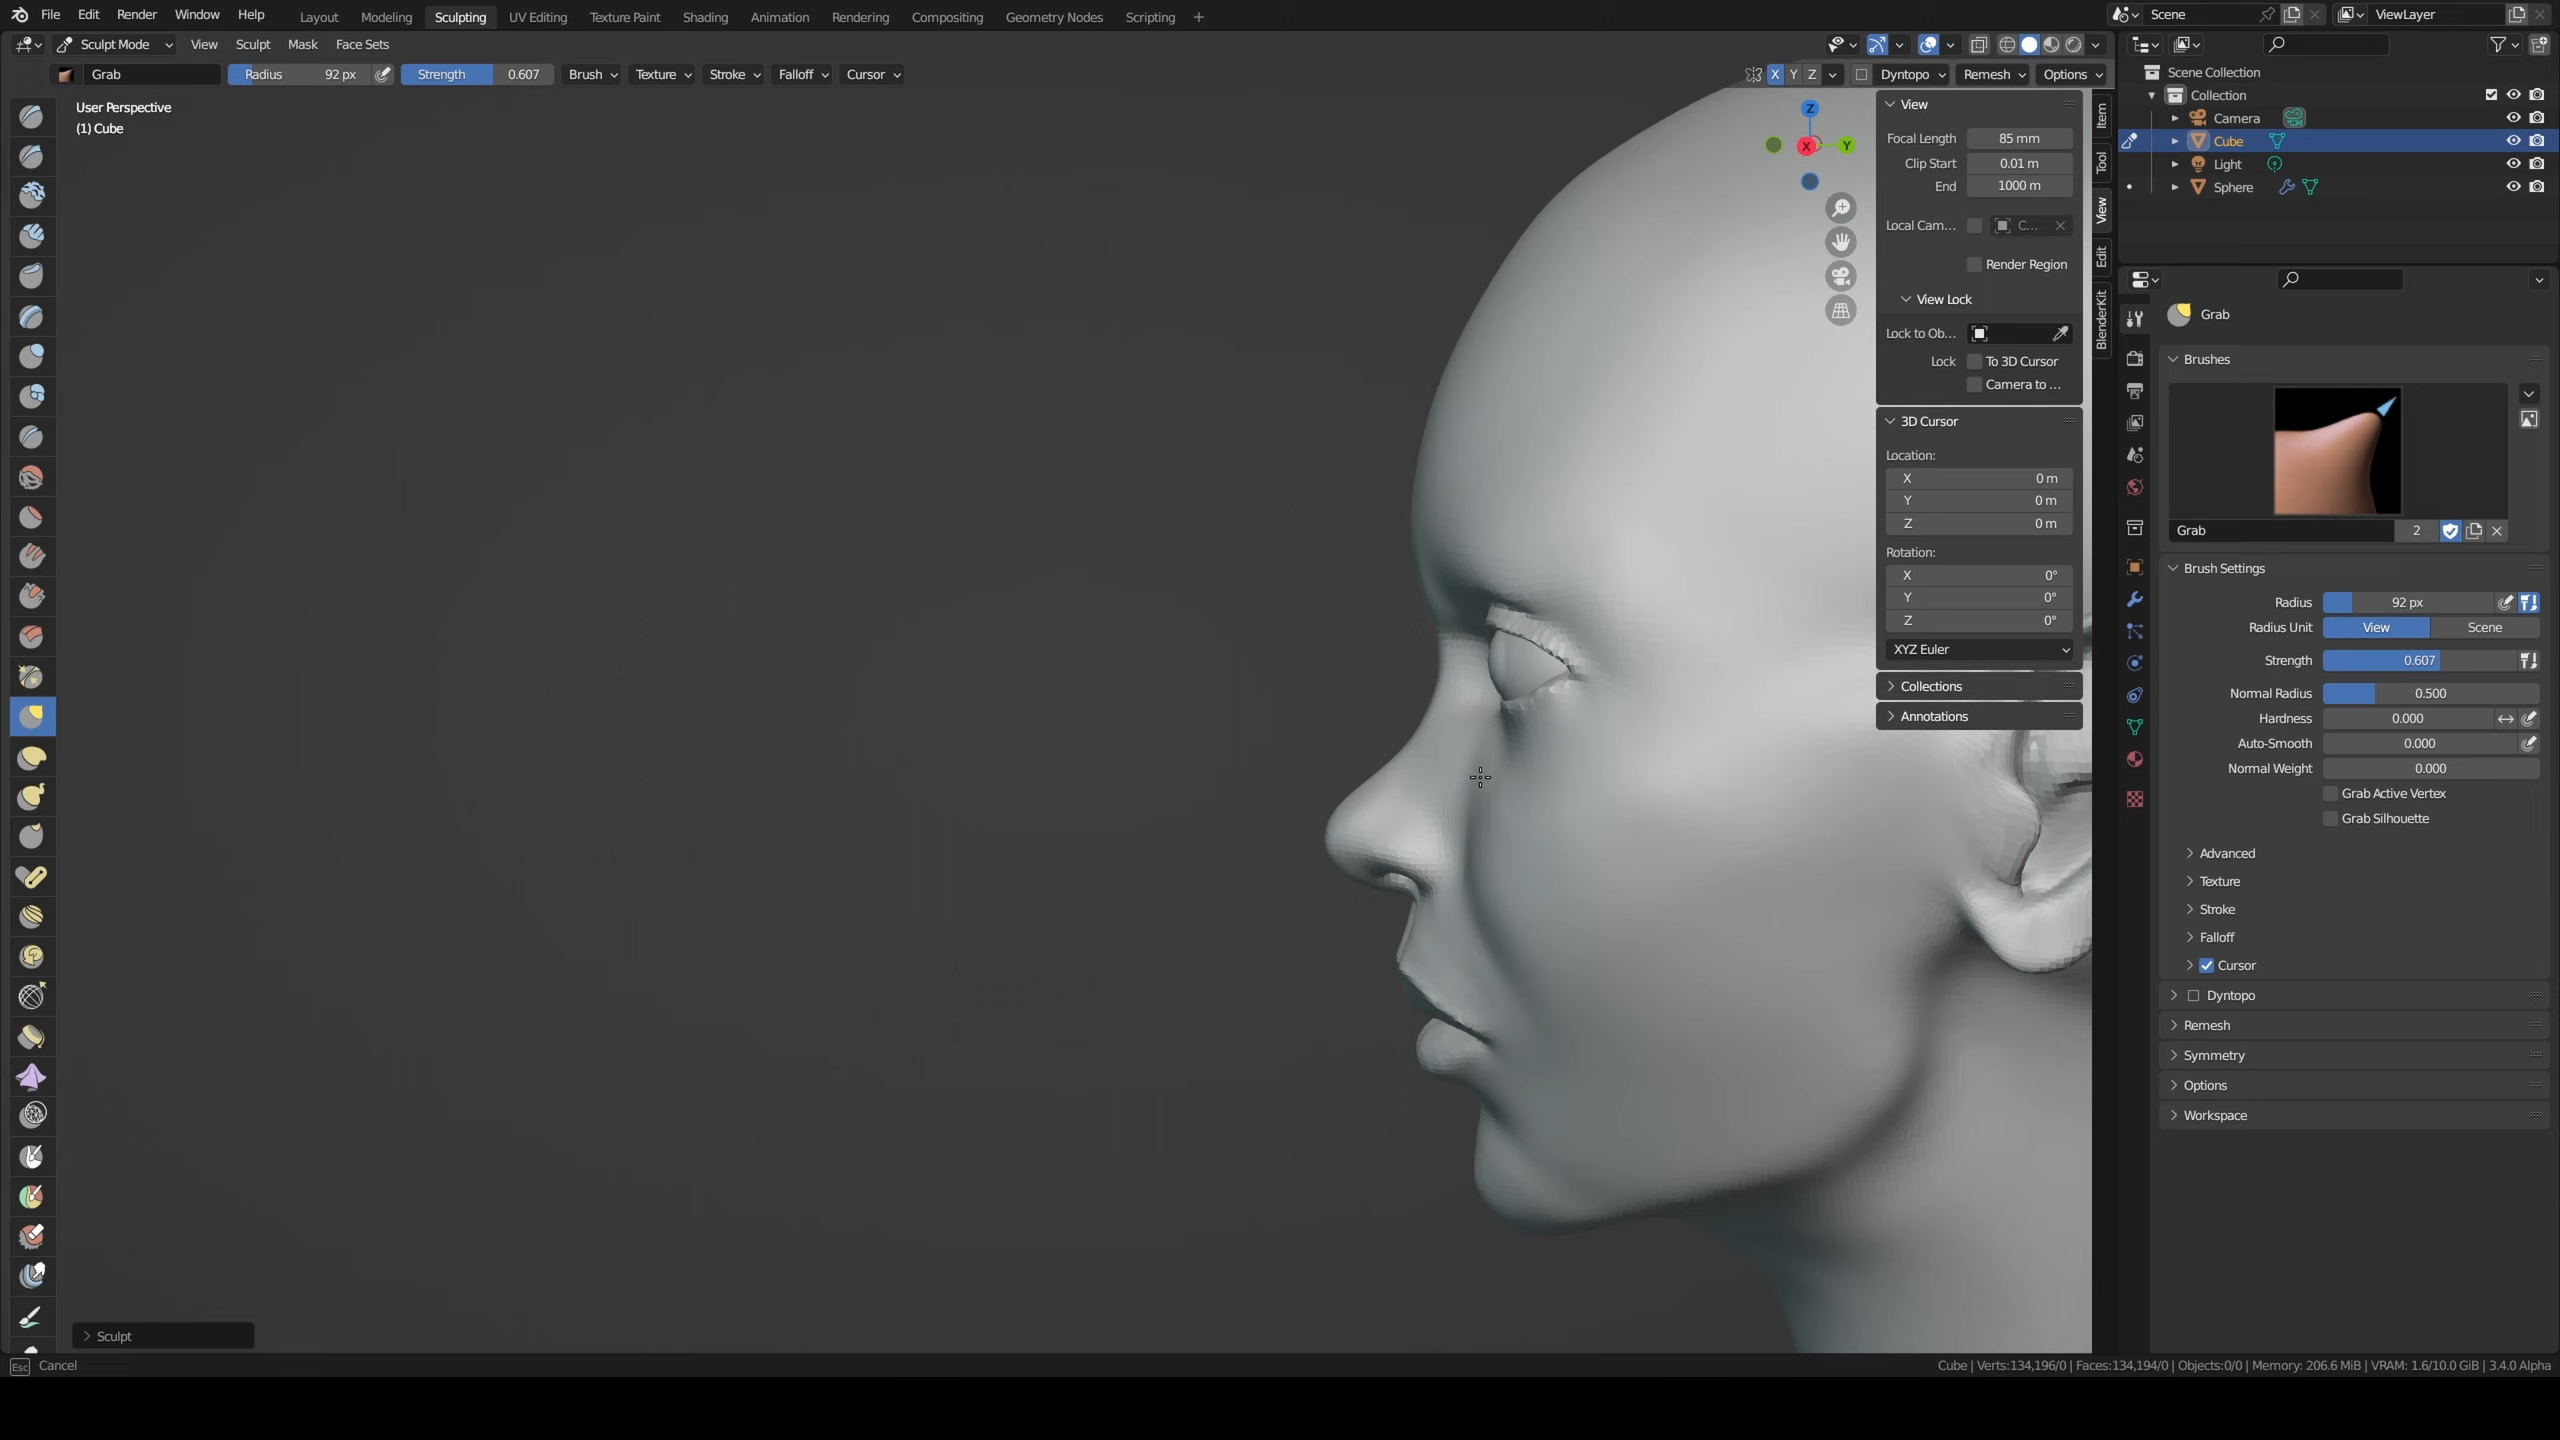 File Edit Render Window Help Layout Modeling Sculpting UV Editing Texture Paint Shading Animation Rendering Compositing Geometry Nodes Scripting + Scene ViewLayer
Sculpt Mode View Sculpt Mask Face Sets
Grab Radius 92 px Strength 0.607 Brush Texture Stroke Falloff Cursor X Y Z Dyntopo Remesh Options
User Perspective
(1) Cube
Z
X
Y
View
Focal Length 85 mm
Clip Start 0.01 m
End 1000 m
Local Cam... C...
Render Region
View Lock
Lock to Ob...
Lock To 3D Cursor
Camera to ...
3D Cursor
Location:
X 0 m
Y 0 m
Z 0 m
Rotation:
X 0°
Y 0°
Z 0°
XYZ Euler
Collections
Annotations
Item
Tool
View
Edit
BlenderKit
Scene Collection
Collection
Camera
Cube
Light
Sphere
Grab
Brushes
Grab 2
Brush Settings
Radius 92 px
Radius Unit View Scene
Strength 0.607
Normal Radius 0.500
Hardness 0.000
Auto-Smooth 0.000
Normal Weight 0.000
Grab Active Vertex
Grab Silhouette
Advanced
Texture
Stroke
Falloff
Cursor
Dyntopo
Remesh
Symmetry
Options
Workspace
Sculpt
Esc Cancel
Cube | Verts:134,196/0 | Faces:134,194/0 | Objects:0/0 | Memory: 206.6 MiB | VRAM: 1.6/10.0 GiB | 3.4.0 Alpha